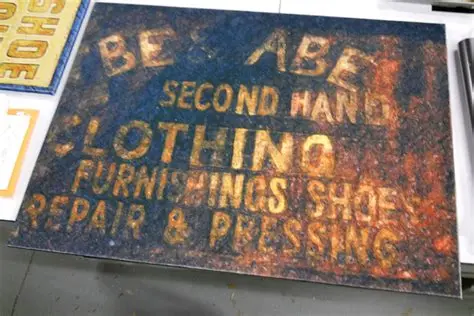 SHOE
BE & ABE
SECOND HAND
CLOTHING
FURNISHINGS SHOES
REPAIR & PRESSING